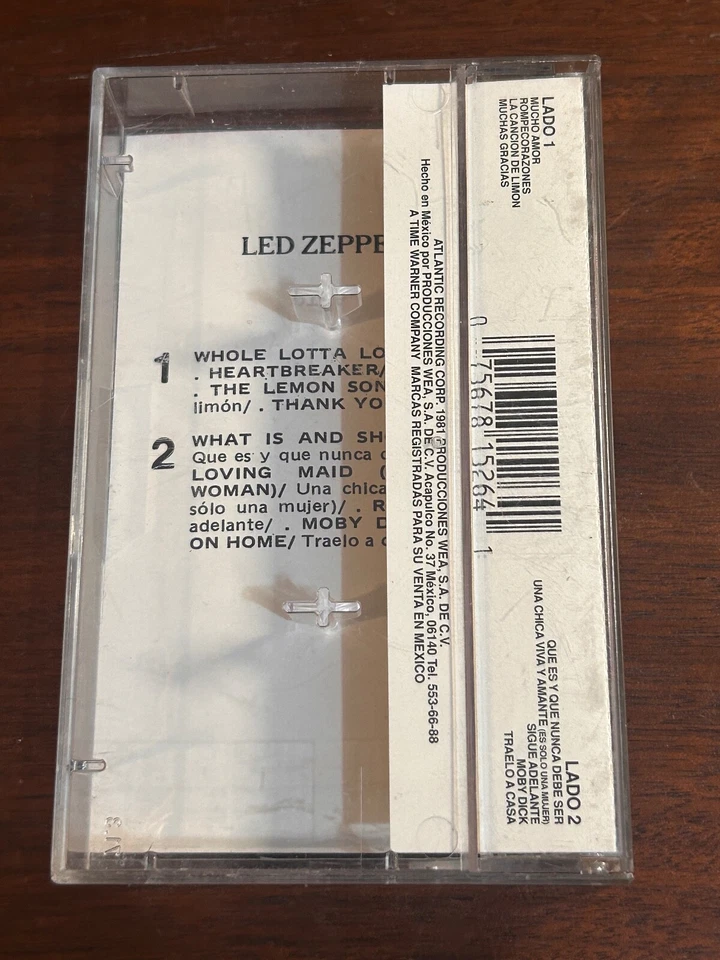 LED ZEPPE
1
WHOLE LOTTA LO
. HEARTBREAKER/
. THE LEMON SON
limón/ . THANK YO
2
WHAT IS AND SH
Que es y que nunca
LOVING MAID (
WOMAN)/ Una chica
sólo una mujer)/ . R
adelante/ . MOBY D
ON HOME/ Traelo a
ATLANTIC RECORDING CORP. 1981 PRODUCCIONES WEA, S.A. DE C.V.
Hecho en México por PRODUCCIONES WEA, S.A. DE C.V. Acapulco No. 37 México, 06140 Tel. 553-66-88
A TIME WARNER COMPANY MARCAS REGISTRADAS PARA SU VENTA EN MEXICO
LADO 1
MUCHO AMOR
ROMPECORAZONES
LA CANCION DE LIMON
MUCHAS GRACIAS
0 75678 15264 1
LADO 2
QUE ES Y QUE NUNCA DEBE SER
UNA CHICA VIVA Y AMANTE (ES SOLO UNA MUJER)
SIGUE ADELANTE
MOBY DICK
TRAELO A CASA